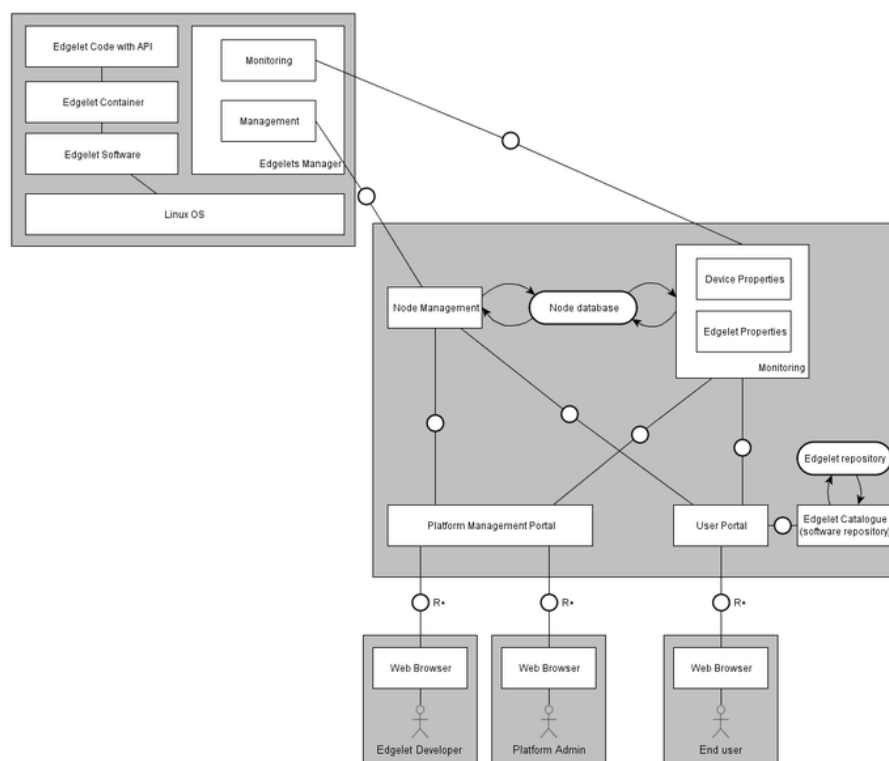 Edgelet Code with API
Monitoring
Edgelet Container
Management
Edgelet Software
Edgelets Manager
Linux OS
Device Properties
Node Management
Node database
Edgelet Properties
Monitoring
Edgelet repository
Platform Management Portal
User Portal
Edgelet Catalogue
(software repository)
R▸
R▸
R▸
Web Browser
Web Browser
Web Browser
Edgelet Developer
Platform Admin
End user